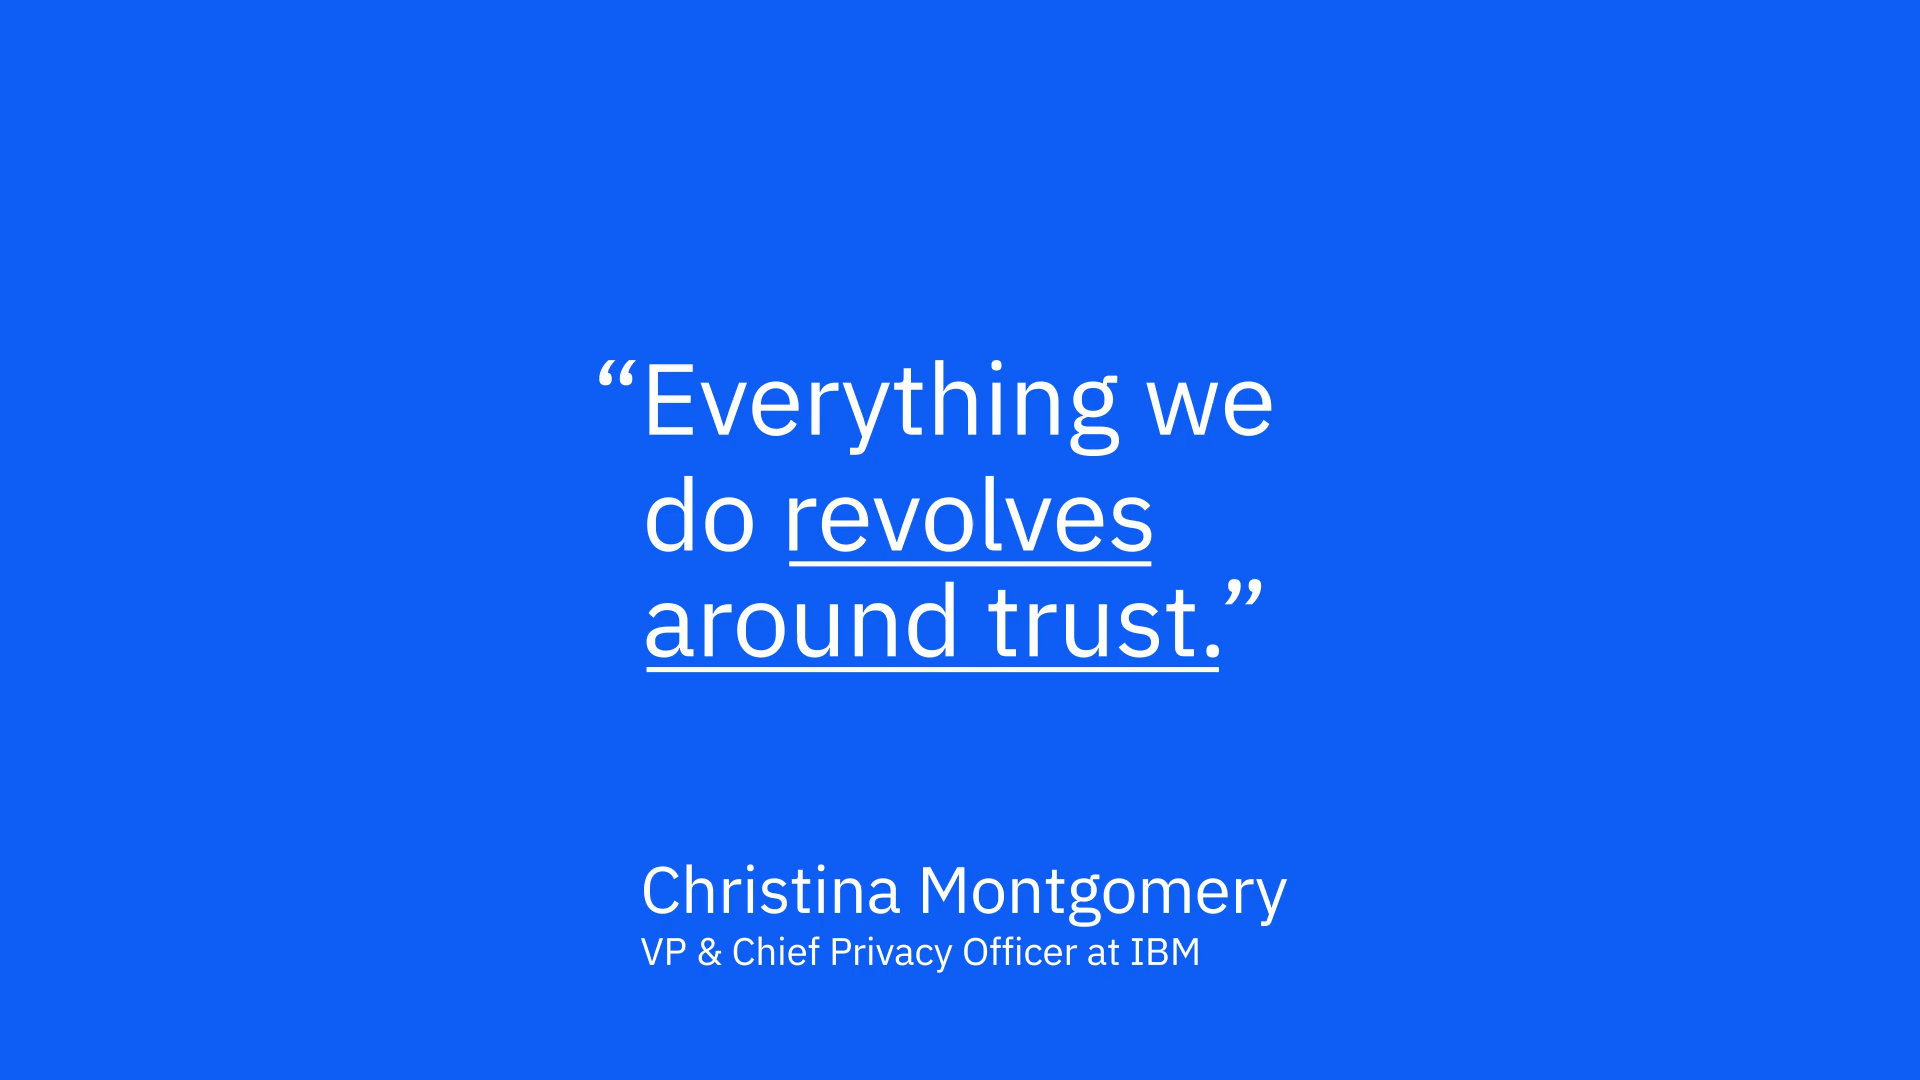 “Everything we
do revolves
around trust.”
Christina Montgomery
VP & Chief Privacy Officer at IBM